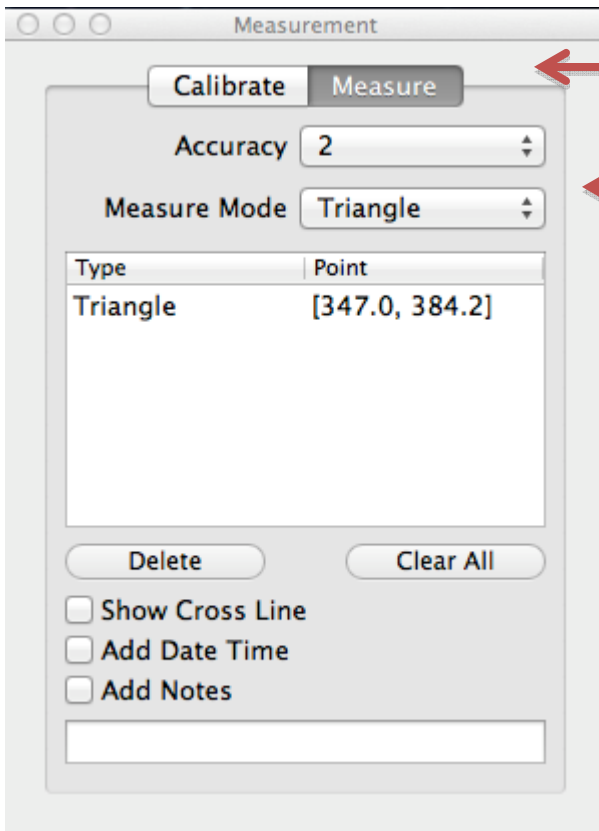 Measurement
Calibrate Measure
Accuracy 2
Measure Mode Triangle
Type Point
Triangle [347.0, 384.2]
Delete Clear All
Show Cross Line
Add Date Time
Add Notes